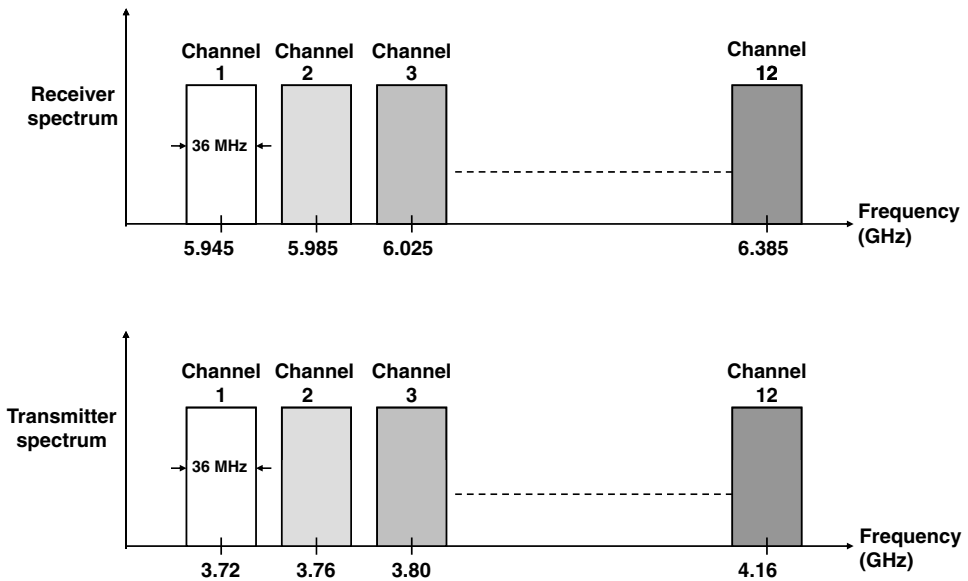 Channel Channel Channel Channel
1 2 3 12
Receiver
spectrum
36 MHz
Frequency
(GHz)
5.945 5.985 6.025 6.385
Channel Channel Channel Channel
1 2 3 12
Transmitter
spectrum
36 MHz
Frequency
(GHz)
3.72 3.76 3.80 4.16